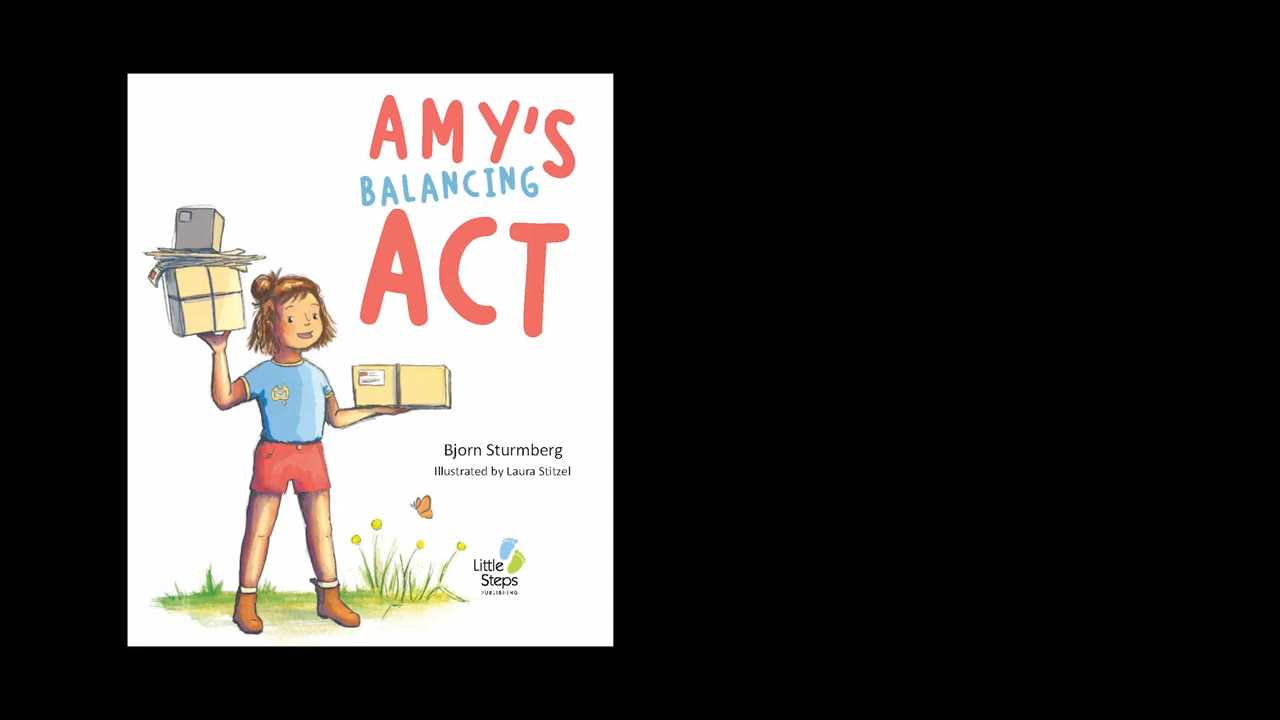 AMY'S
BALANCING
ACT
Bjorn Sturmberg
Illustrated by Laura Stitzel
Little
Steps
PUBLISHING